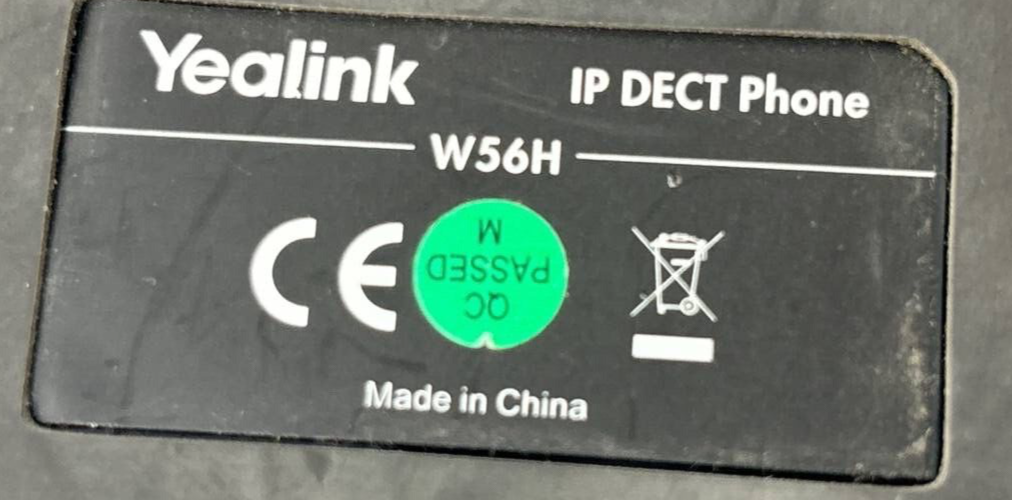 Yealink
IP DECT Phone
W56H
CE
QC
PASSED
M
Made in China